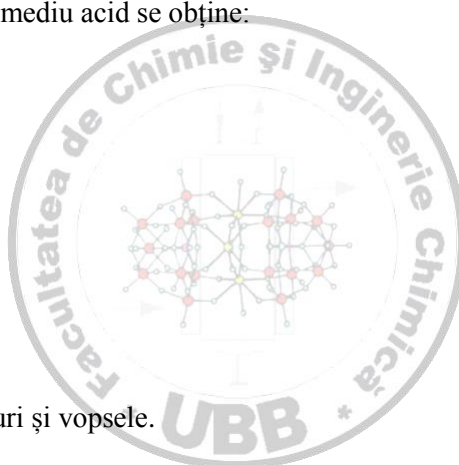 mediu acid se obține:
Facultatea de Chimie și Inginerie Chimică *
uri și vopsele.
UBB